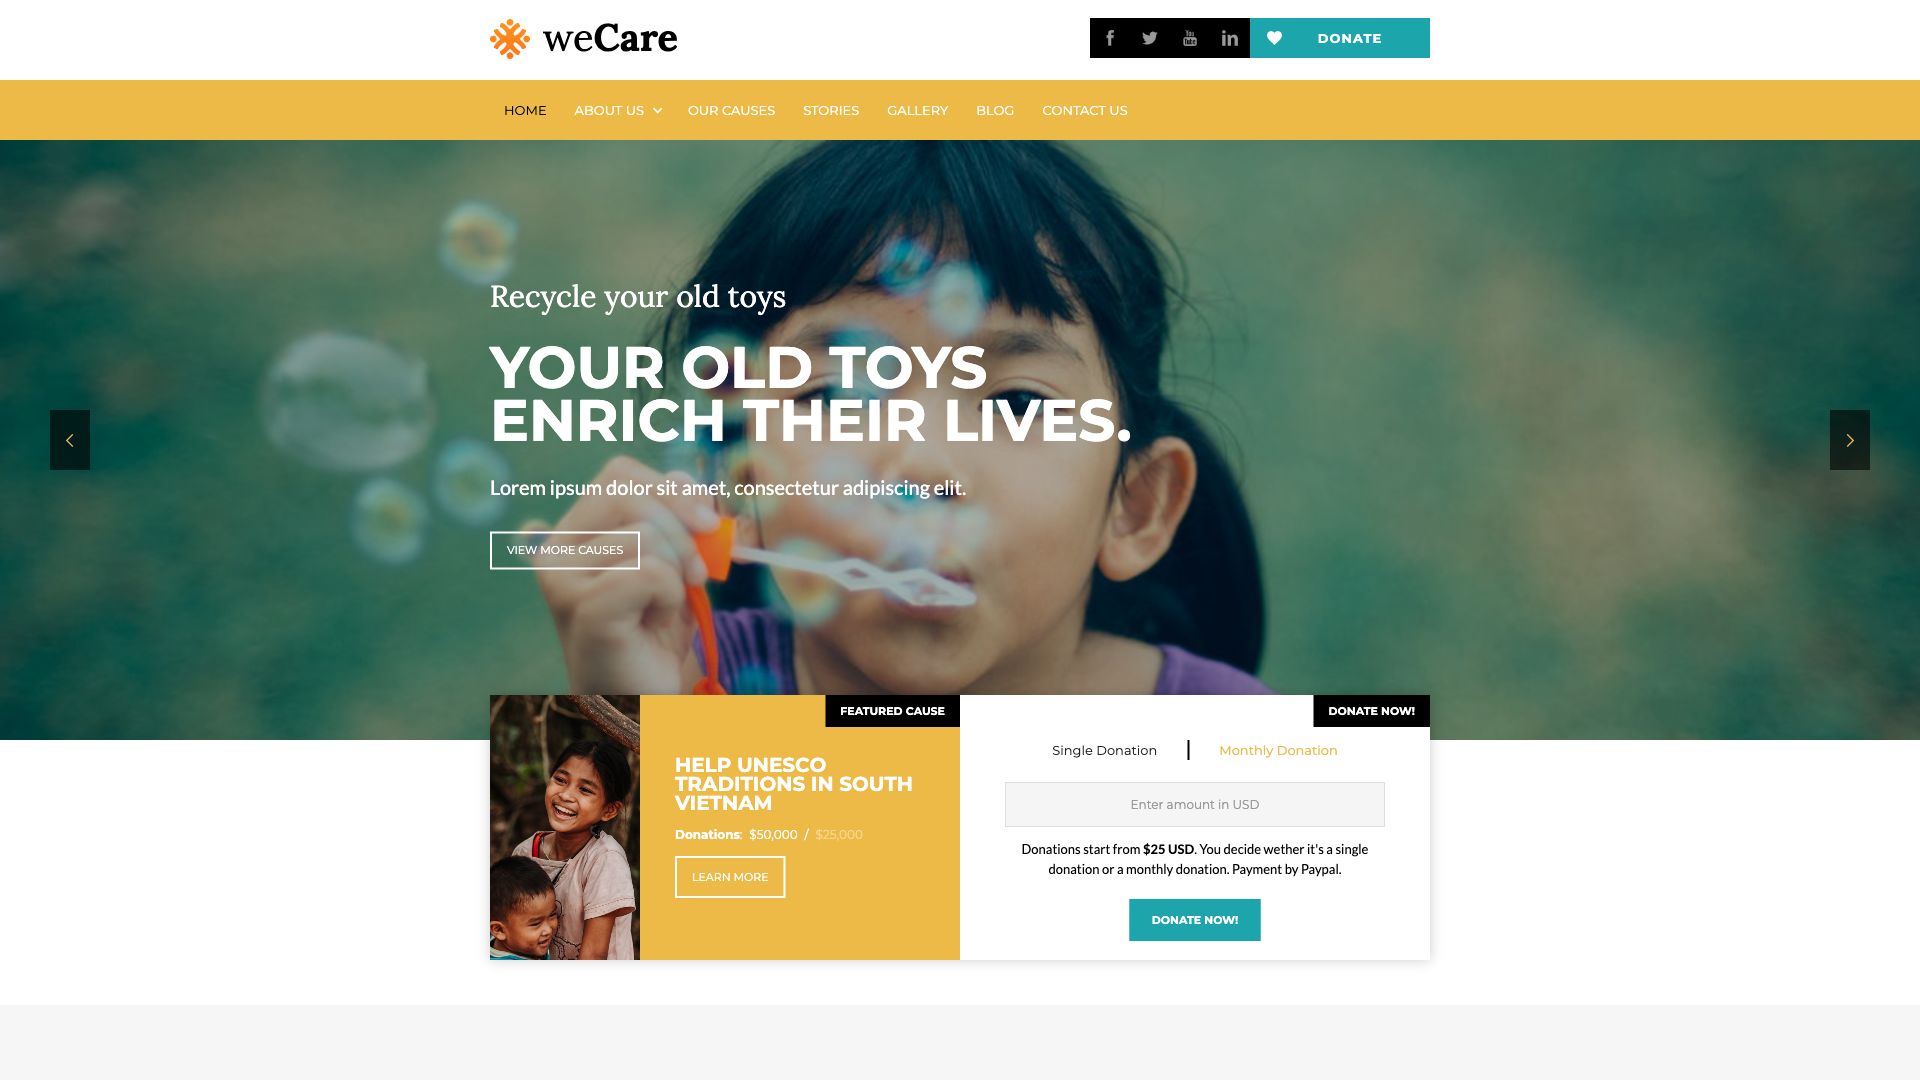 weCare
DONATE
HOME ABOUT US OUR CAUSES STORIES GALLERY BLOG CONTACT US
Recycle your old toys
YOUR OLD TOYS
ENRICH THEIR LIVES.
Lorem ipsum dolor sit amet, consectetur adipiscing elit.
VIEW MORE CAUSES
FEATURED CAUSE
HELP UNESCO
TRADITIONS IN SOUTH
VIETNAM
Donations: $50,000 / $25,000
LEARN MORE
DONATE NOW!
Single Donation | Monthly Donation
Enter amount in USD
Donations start from $25 USD. You decide wether it's a single
donation or a monthly donation. Payment by Paypal.
DONATE NOW!